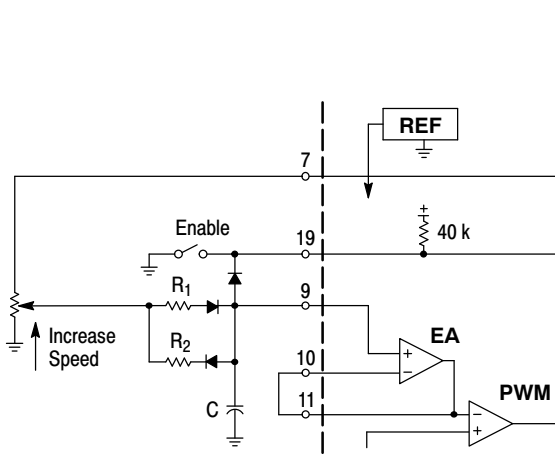 REF
7
+
40 k
Enable
19
R1
9
Increase
Speed
R2
EA
+
−
10
11
C
PWM
−
+